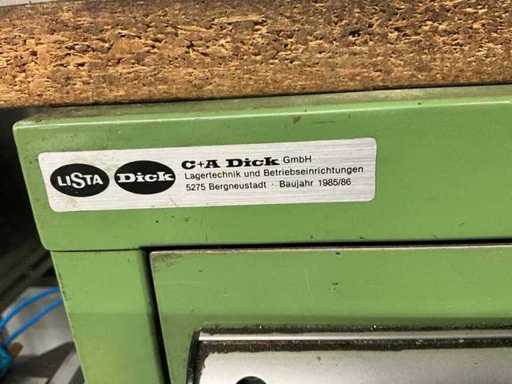 LISTA Dick C+A Dick GmbH
Lagertechnik und Betriebseinrichtungen
5275 Bergneustadt · Baujahr 1985/86